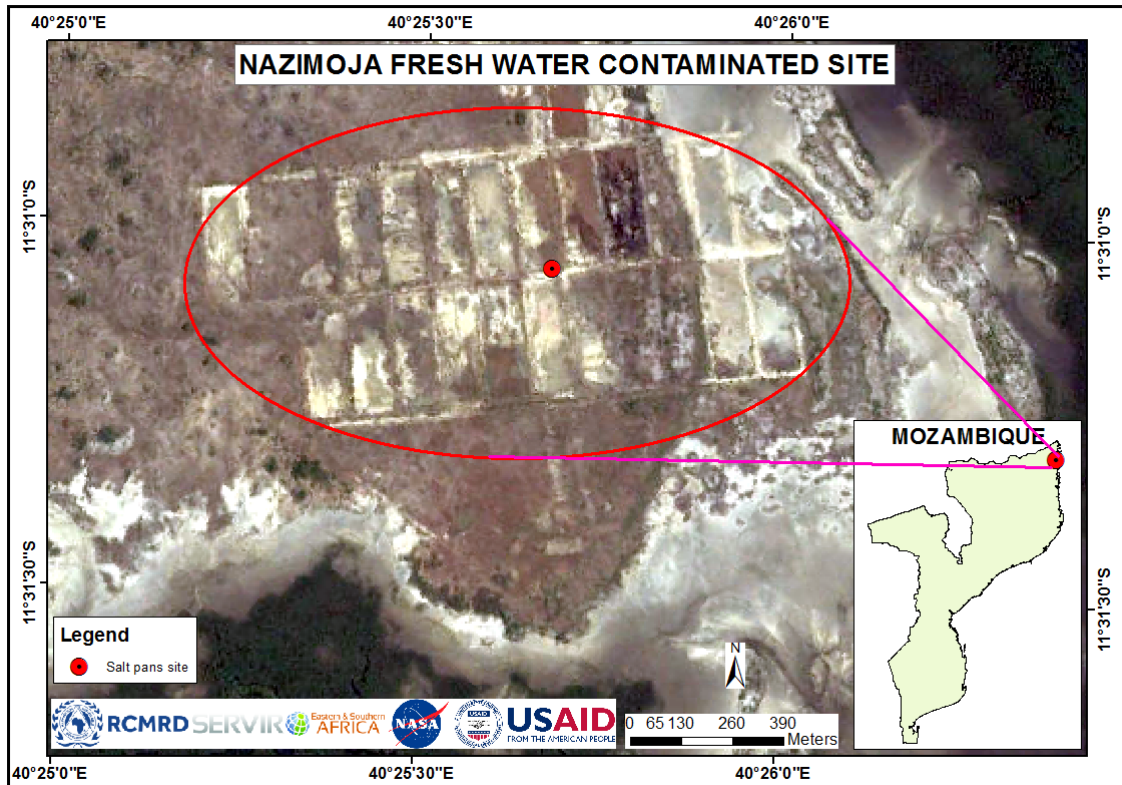 40°25'0"E
40°25'30"E
40°26'0"E
NAZIMOJA FRESH WATER CONTAMINATED SITE
11°31'0"S
11°31'0"S
MOZAMBIQUE
11°31'30"S
11°31'30"S
Legend
Salt pans site
N
RCMRD SERVIR Eastern & Southern AFRICA NASA USAID
FROM THE AMERICAN PEOPLE
0 65 130 260 390
Meters
40°25'0"E
40°25'30"E
40°26'0"E